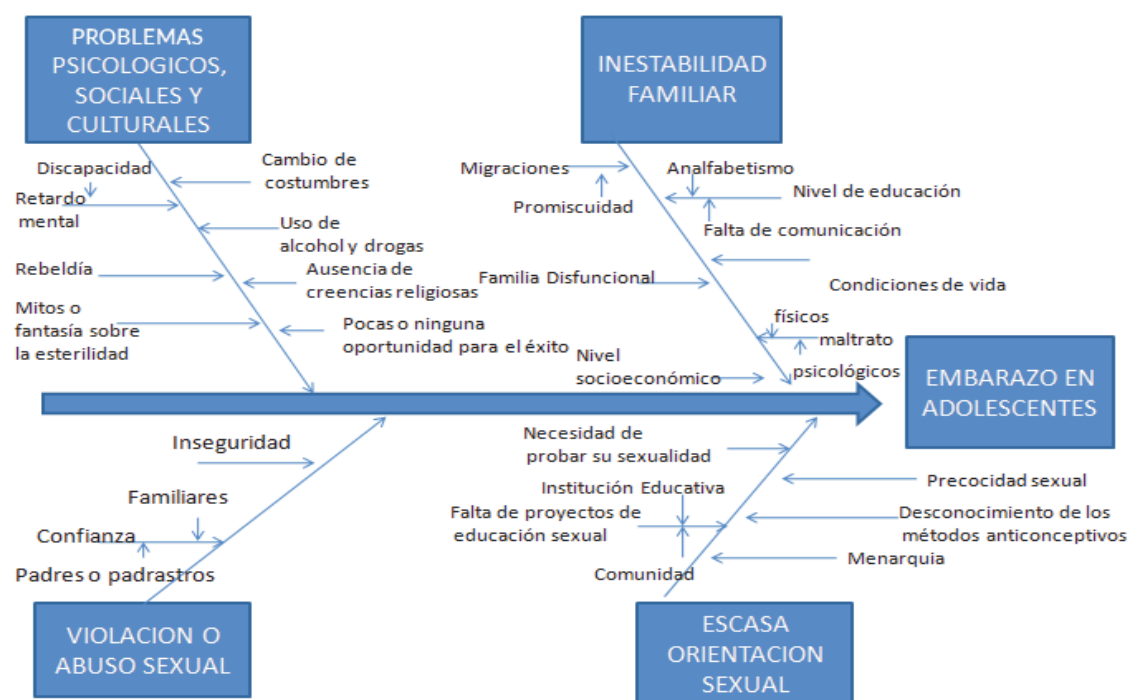 PROBLEMAS
PSICOLOGICOS,
SOCIALES Y
CULTURALES
INESTABILIDAD
FAMILIAR
Discapacidad
Retardo
mental
Cambio de
costumbres
Uso de
alcohol y drogas
Rebeldía
Ausencia de
creencias religiosas
Mitos o
fantasía sobre
la esterilidad
Pocas o ninguna
oportunidad para el éxito
Migraciones
Promiscuidad
Analfabetismo
Nivel de educación
Falta de comunicación
Familia Disfuncional
Condiciones de vida
físicos
maltrato
psicológicos
Nivel
socioeconómico
EMBARAZO EN
ADOLESCENTES
Inseguridad
Familiares
Confianza
Padres o padrastros
Necesidad de
probar su sexualidad
Institución Educativa
Falta de proyectos de
educación sexual
Comunidad
Precocidad sexual
Desconocimiento de los
métodos anticonceptivos
Menarquia
VIOLACION O
ABUSO SEXUAL
ESCASA
ORIENTACION
SEXUAL